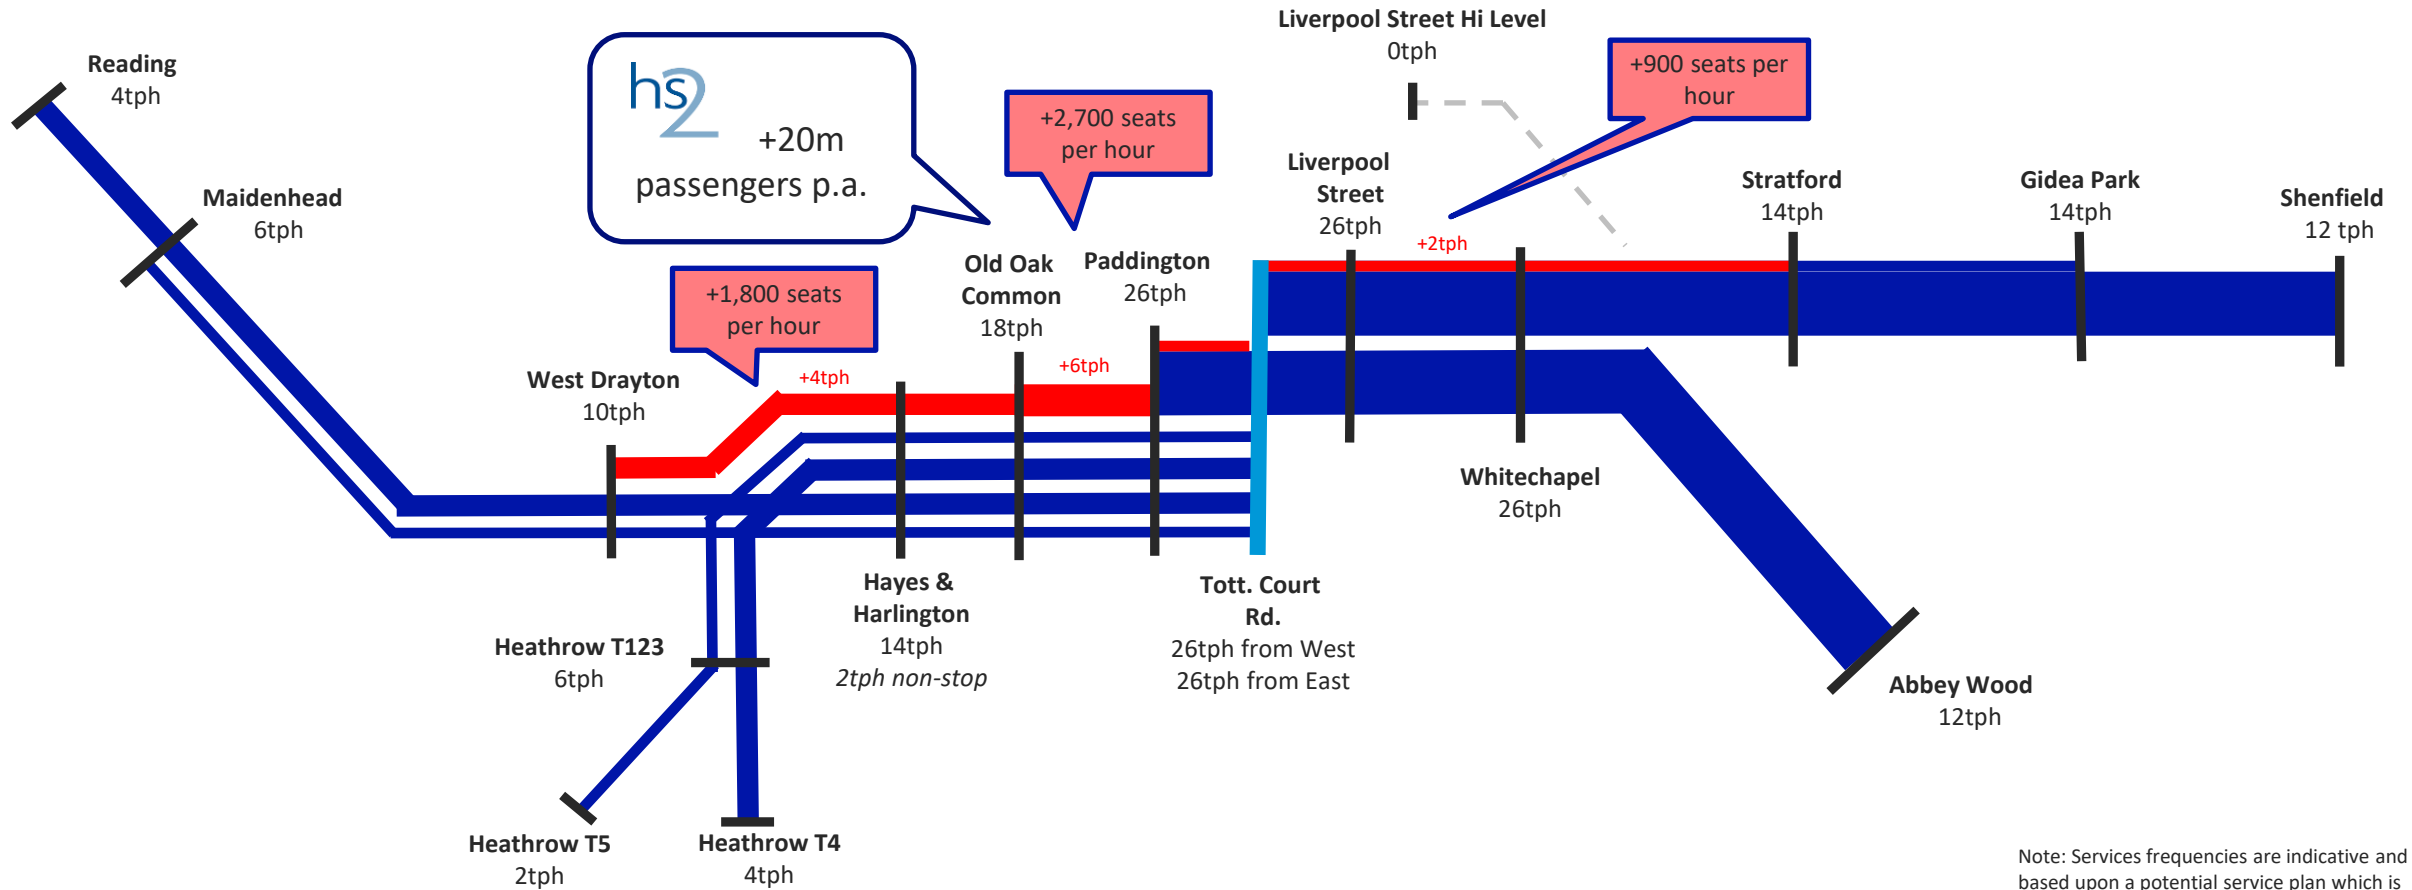 Liverpool Street Hi Level
0tph
Reading
4tph
hs2
+20m
passengers p.a.
+2,700 seats
per hour
+900 seats per
hour
Maidenhead
6tph
Liverpool
Street
26tph
Stratford
14tph
Gidea Park
14tph
Shenfield
12 tph
+2tph
Old Oak
Common
18tph
Paddington
26tph
+1,800 seats
per hour
West Drayton
10tph
+4tph
+6tph
Whitechapel
26tph
Heathrow T123
6tph
Hayes &
Harlington
14tph
2tph non-stop
Tott. Court
Rd.
26tph from West
26tph from East
Abbey Wood
12tph
Heathrow T5
2tph
Heathrow T4
4tph
Note: Services frequencies are indicative and
based upon a potential service plan which is